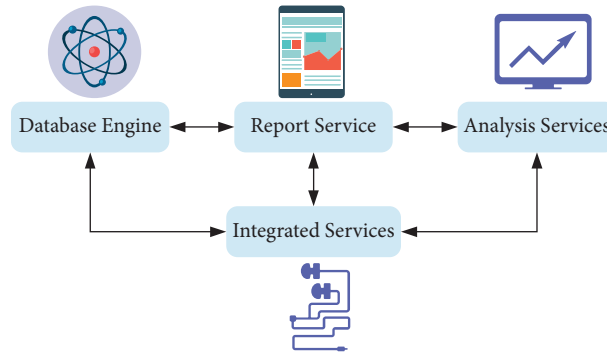 Database Engine
Report Service
Analysis Services
Integrated Services